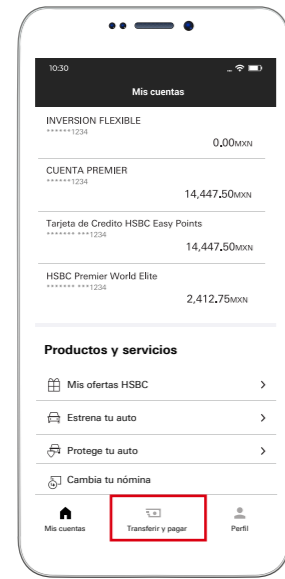 10:30
Mis cuentas
INVERSION FLEXIBLE
******1234
0.00MXN
CUENTA PREMIER
******1234
14,447.50MXN
Tarjeta de Credito HSBC Easy Points
******* ***1234
14,447.50MXN
HSBC Premier World Elite
******* ***1234
2,412.75MXN
Productos y servicios
Mis ofertas HSBC
Estrena tu auto
Protege tu auto
Cambia tu nómina
Mis cuentas Transferir y pagar Perfil